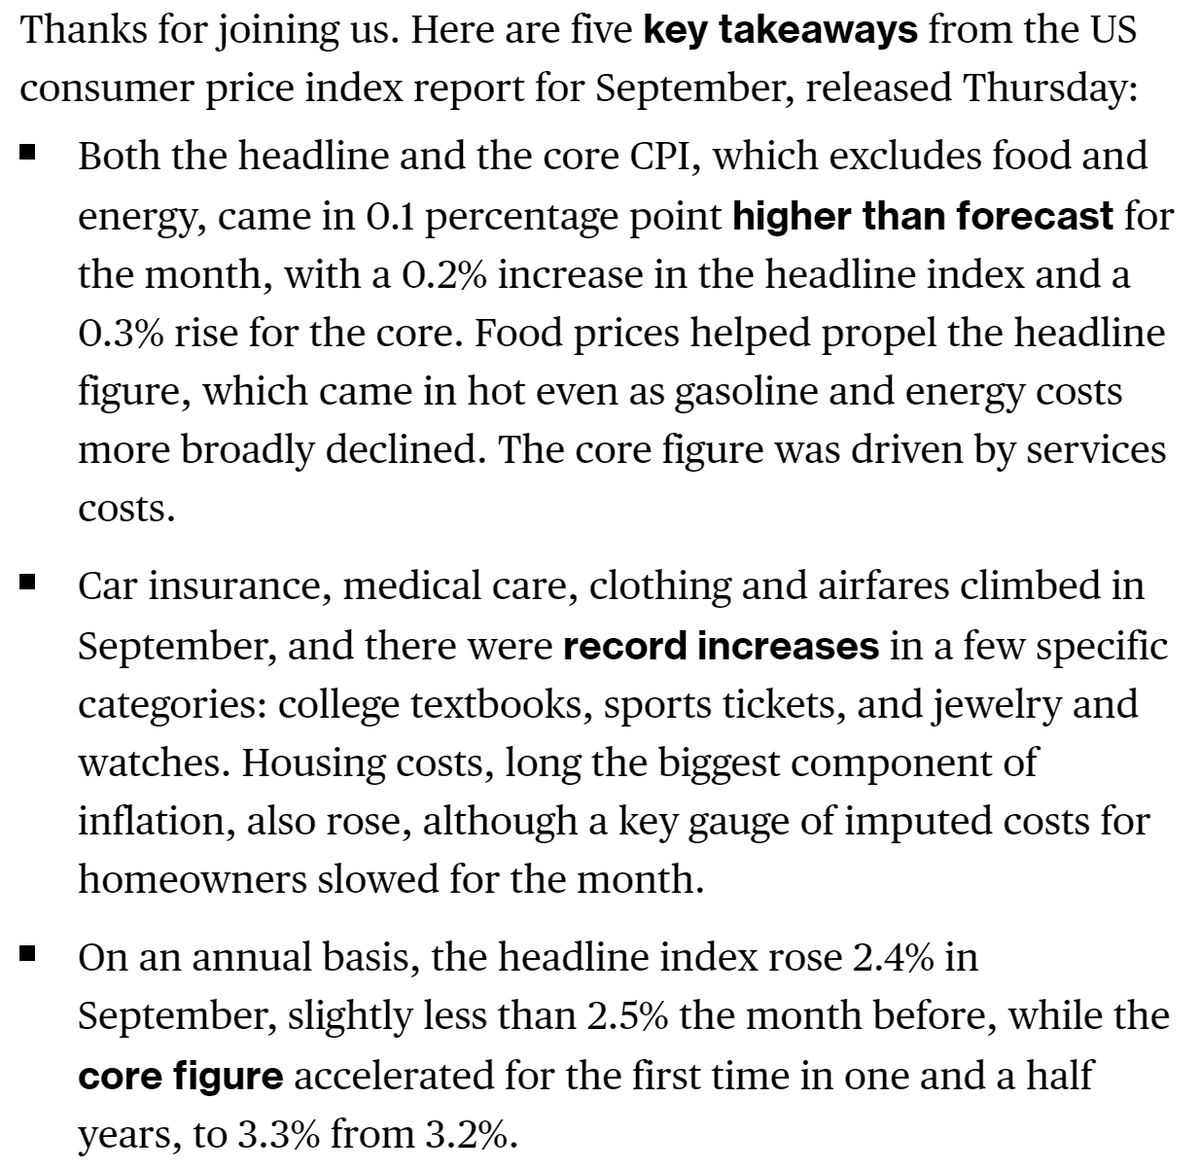 Thanks for joining us. Here are five key takeaways from the US
consumer price index report for September, released Thursday:
▪ Both the headline and the core CPI, which excludes food and
energy, came in 0.1 percentage point higher than forecast for
the month, with a 0.2% increase in the headline index and a
0.3% rise for the core. Food prices helped propel the headline
figure, which came in hot even as gasoline and energy costs
more broadly declined. The core figure was driven by services
costs.
▪ Car insurance, medical care, clothing and airfares climbed in
September, and there were record increases in a few specific
categories: college textbooks, sports tickets, and jewelry and
watches. Housing costs, long the biggest component of
inflation, also rose, although a key gauge of imputed costs for
homeowners slowed for the month.
▪ On an annual basis, the headline index rose 2.4% in
September, slightly less than 2.5% the month before, while the
core figure accelerated for the first time in one and a half
years, to 3.3% from 3.2%.